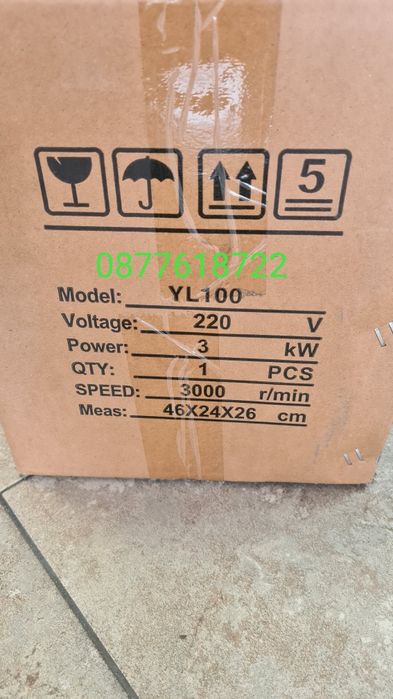 5
0877618722
Model: YL100
Voltage: 220 V
Power: 3 kW
QTY: 1 PCS
SPEED: 3000 r/min
Meas: 46X24X26 cm